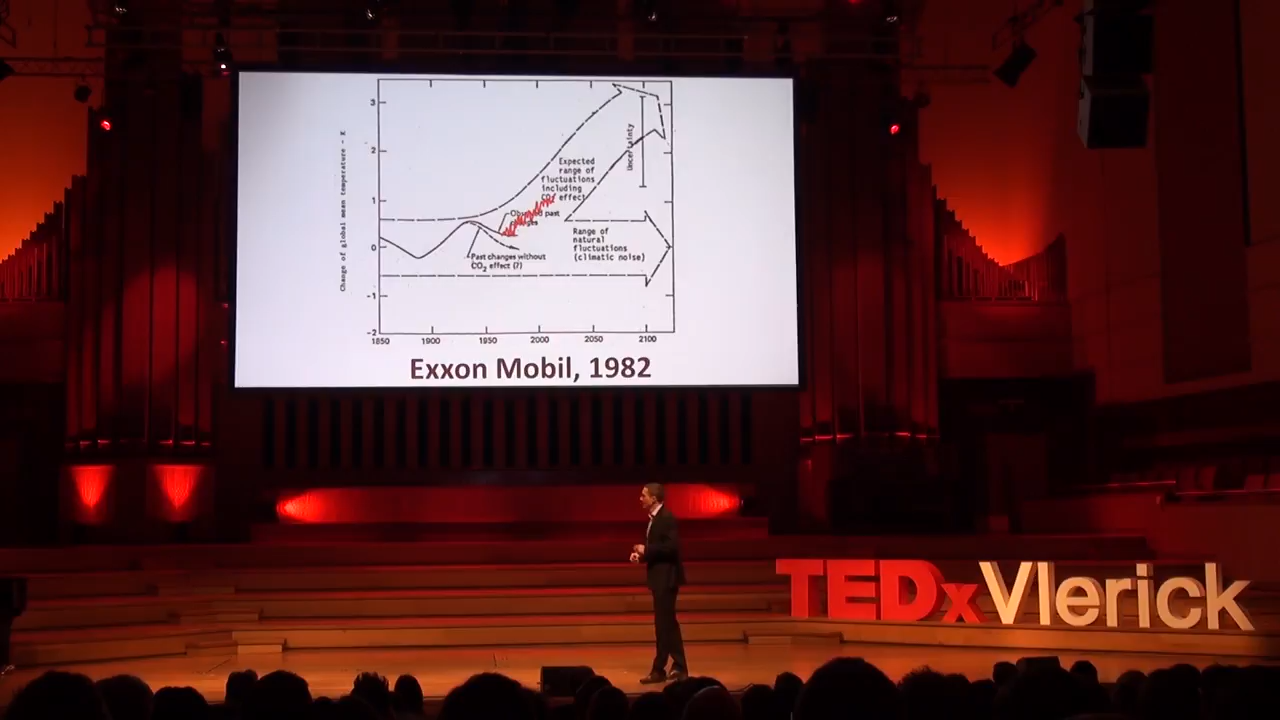 3
2
1
0
-1
-2
Change of global mean temperature - K
Uncertainty
Expected
range of
fluctuations
including
CO2 effect
past
Past changes without
CO2 effect (?)
Range of
natural
fluctuations
(climatic noise)
1850 1900 1950 2000 2050 2100
Exxon Mobil, 1982
TEDxVlerick